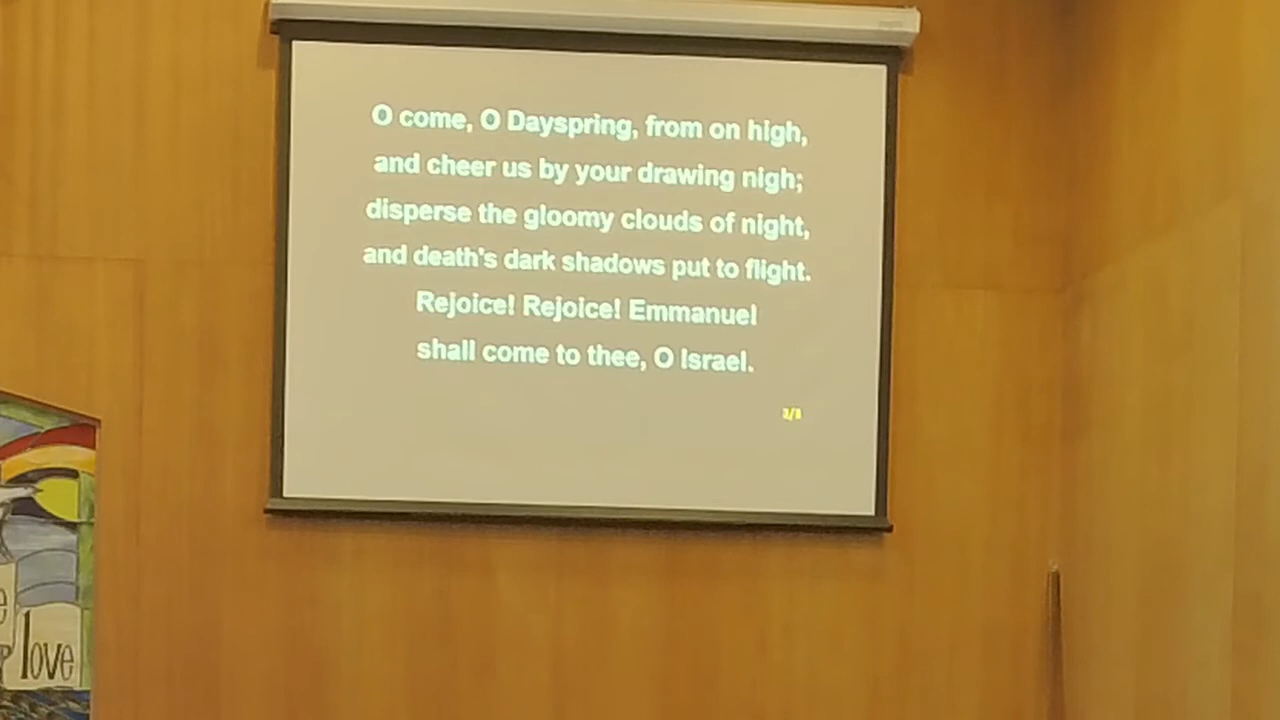 O come, O Dayspring, from on high,
and cheer us by your drawing nigh;
disperse the gloomy clouds of night,
and death's dark shadows put to flight.
Rejoice! Rejoice! Emmanuel
shall come to thee, O Israel.
love